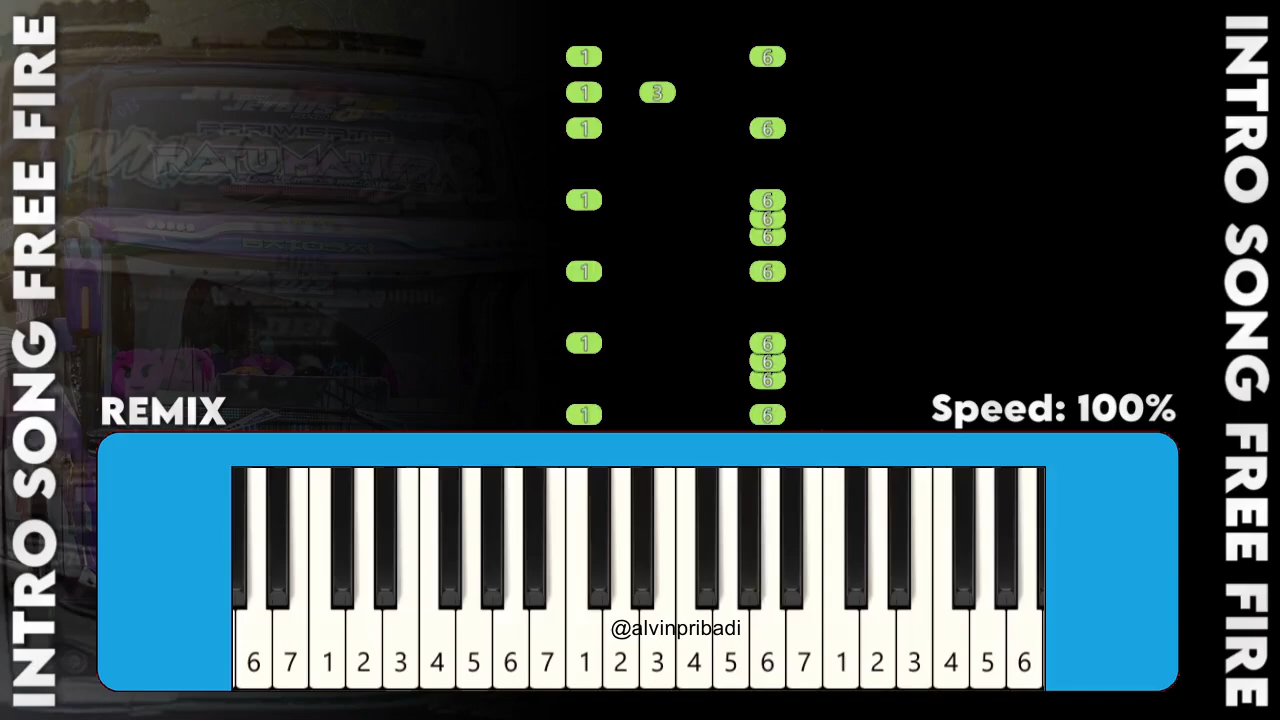 INTRO SONG FREE FIRE
INTRO SONG FREE FIRE
1 6
1 3
1 6
1 6
6
6
1 6
1 6
6
6
1 6
REMIX
Speed: 100%
@alvinpribadi
6 7 1 2 3 4 5 6 7 1 2 3 4 5 6 7 1 2 3 4 5 6